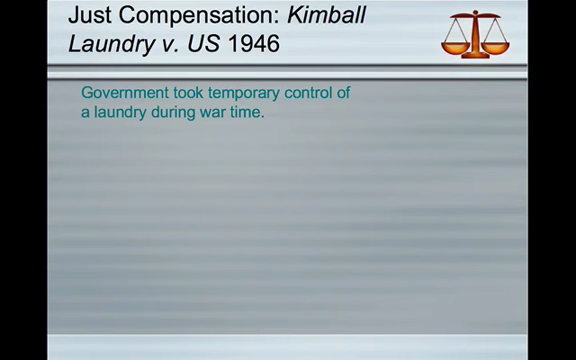 Just Compensation: Kimball
Laundry v. US 1946
Government took temporary control of
a laundry during war time.